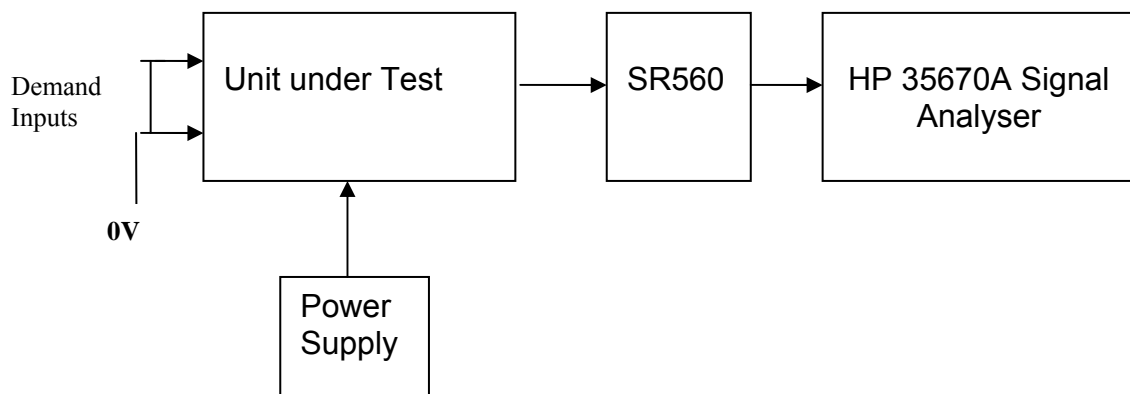 Demand
Inputs
0V
Unit under Test
SR560
HP 35670A Signal
Analyser
Power
Supply